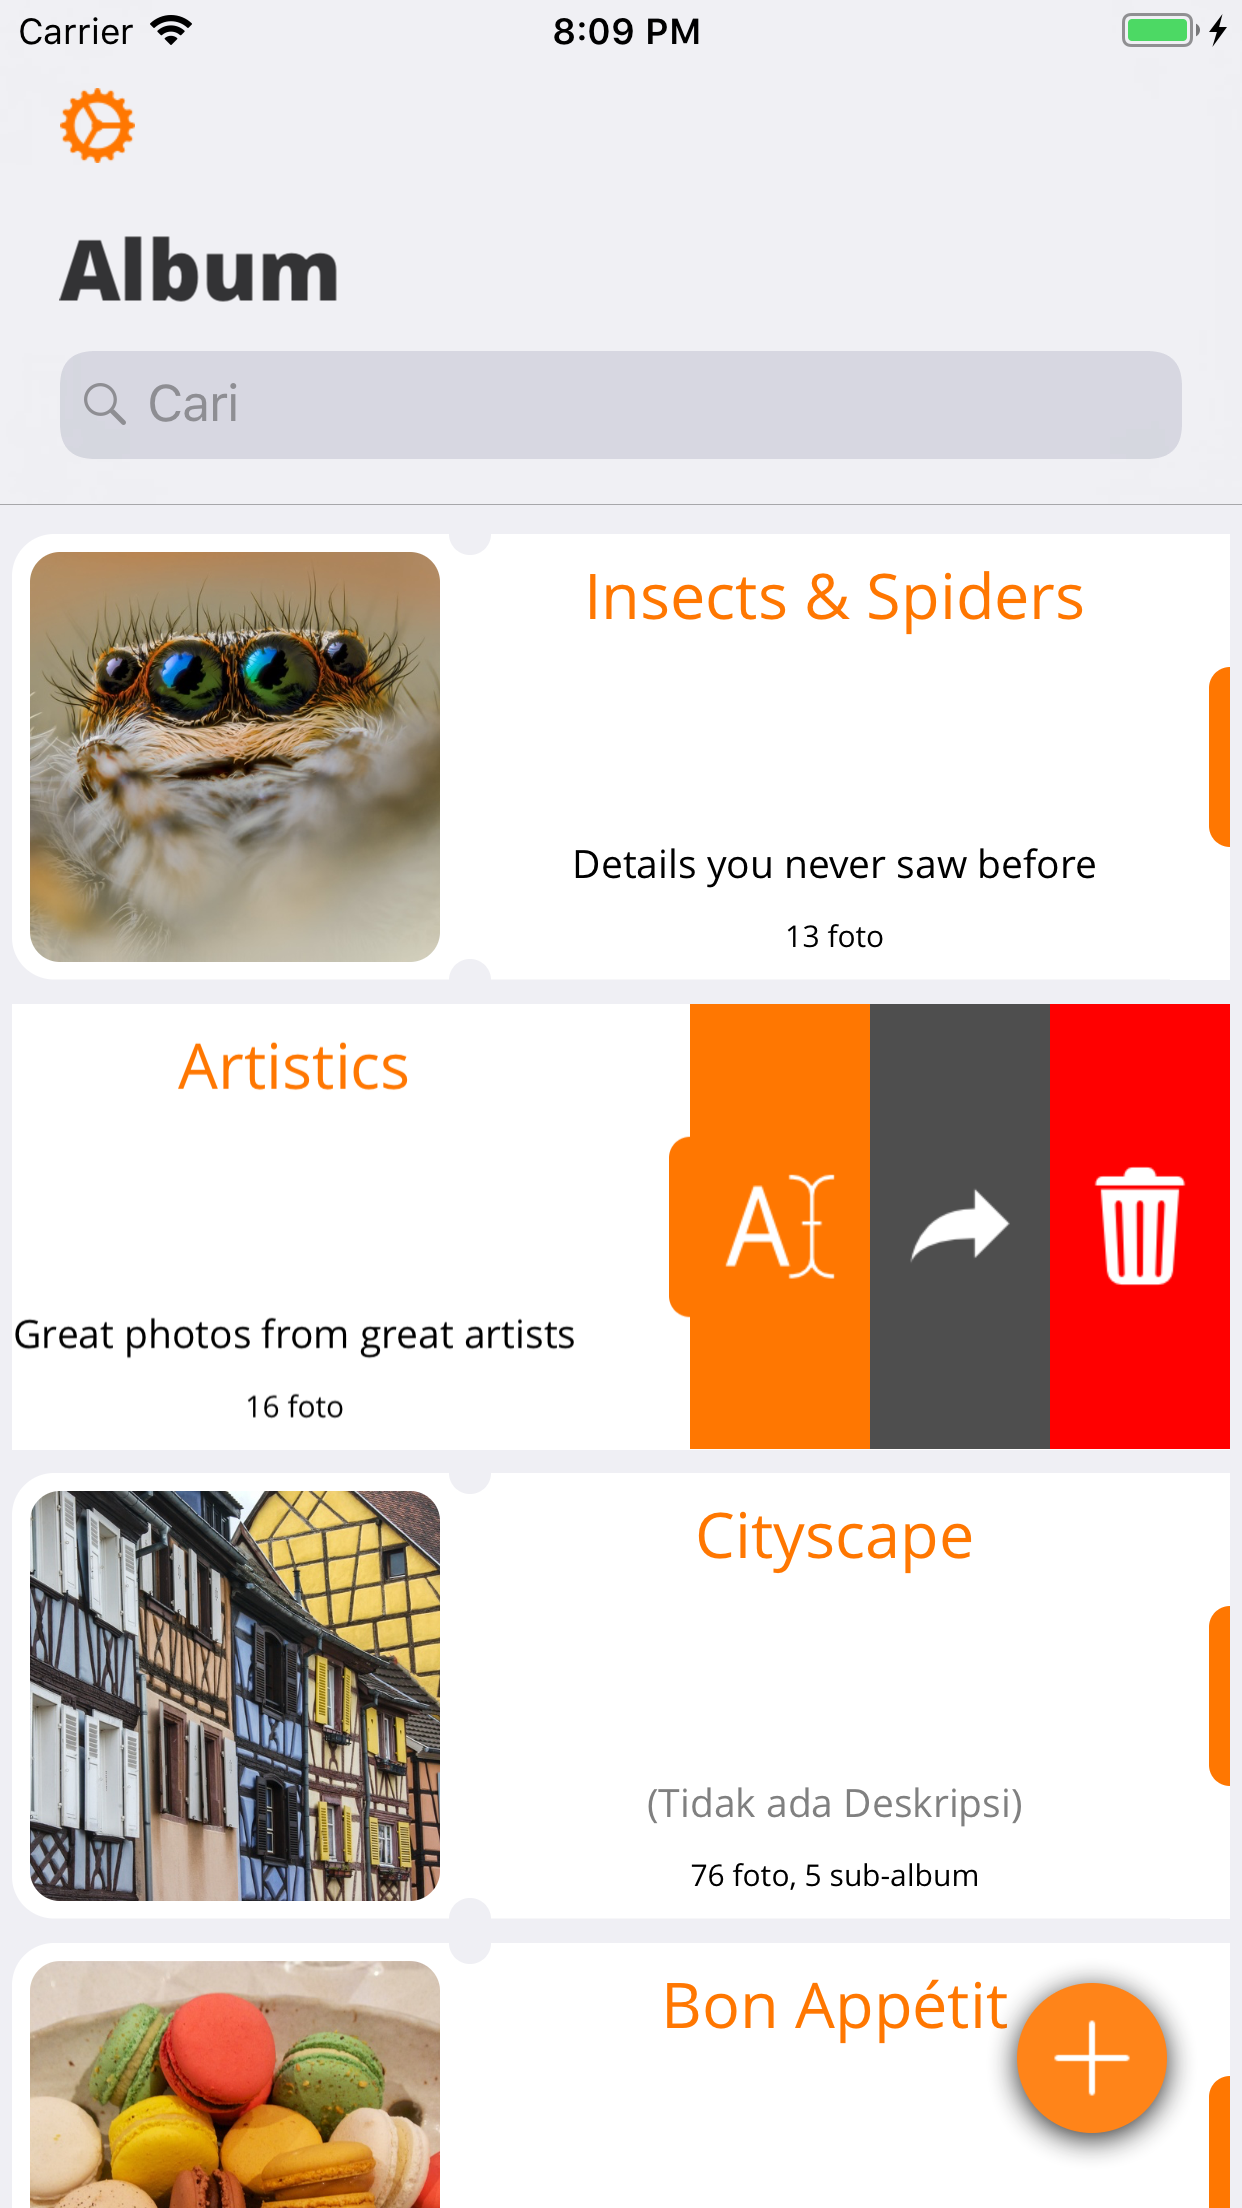 Carrier 8:09 PM
Album
Cari
Insects & Spiders
Details you never saw before
13 foto
Artistics
Great photos from great artists
16 foto
Cityscape
(Tidak ada Deskripsi)
76 foto, 5 sub-album
Bon Appétit